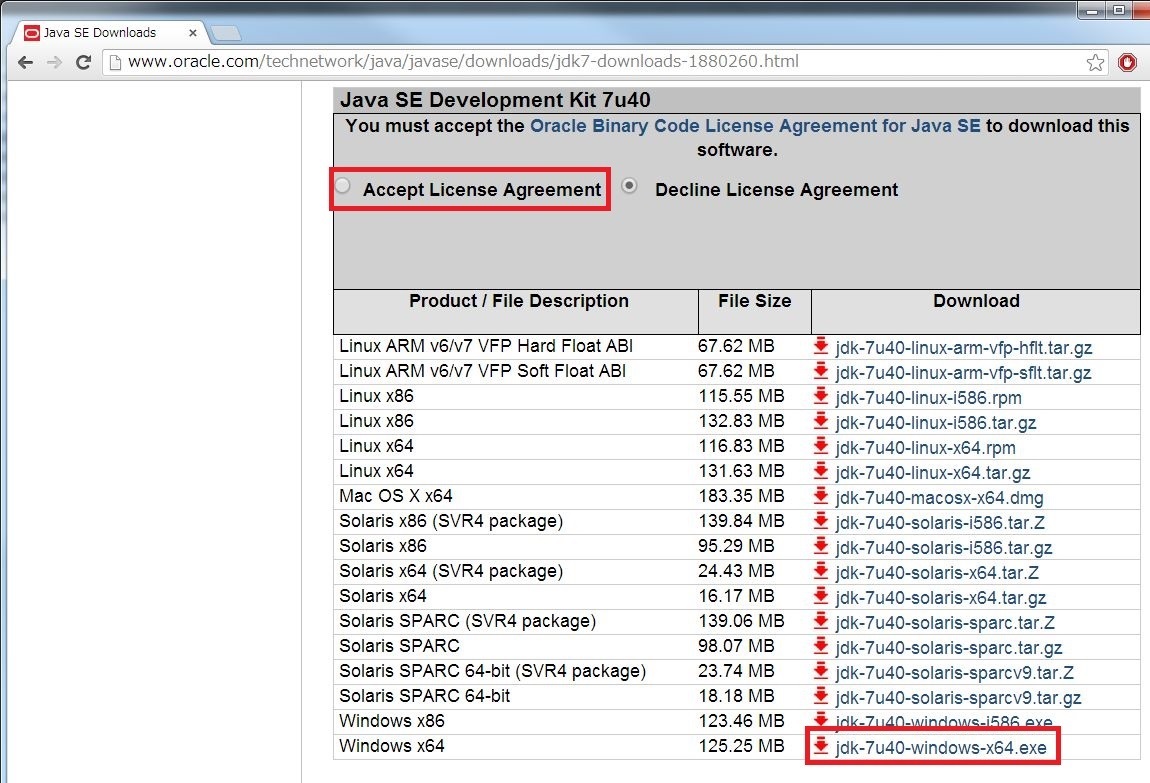 Java SE Downloads
www.oracle.com/technetwork/java/javase/downloads/jdk7-downloads-1880260.html
Java SE Development Kit 7u40
You must accept the Oracle Binary Code License Agreement for Java SE to download this
software.
Accept License Agreement Decline License Agreement
Product / File Description File Size Download
Linux ARM v6/v7 VFP Hard Float ABI 67.62 MB jdk-7u40-linux-arm-vfp-hflt.tar.gz
Linux ARM v6/v7 VFP Soft Float ABI 67.62 MB jdk-7u40-linux-arm-vfp-sflt.tar.gz
Linux x86 115.55 MB jdk-7u40-linux-i586.rpm
Linux x86 132.83 MB jdk-7u40-linux-i586.tar.gz
Linux x64 116.83 MB jdk-7u40-linux-x64.rpm
Linux x64 131.63 MB jdk-7u40-linux-x64.tar.gz
Mac OS X x64 183.35 MB jdk-7u40-macosx-x64.dmg
Solaris x86 (SVR4 package) 139.84 MB jdk-7u40-solaris-i586.tar.Z
Solaris x86 95.29 MB jdk-7u40-solaris-i586.tar.gz
Solaris x64 (SVR4 package) 24.43 MB jdk-7u40-solaris-x64.tar.Z
Solaris x64 16.17 MB jdk-7u40-solaris-x64.tar.gz
Solaris SPARC (SVR4 package) 139.06 MB jdk-7u40-solaris-sparc.tar.Z
Solaris SPARC 98.07 MB jdk-7u40-solaris-sparc.tar.gz
Solaris SPARC 64-bit (SVR4 package) 23.74 MB jdk-7u40-solaris-sparcv9.tar.Z
Solaris SPARC 64-bit 18.18 MB jdk-7u40-solaris-sparcv9.tar.gz
Windows x86 123.46 MB jdk-7u40-windows-i586.exe
Windows x64 125.25 MB jdk-7u40-windows-x64.exe